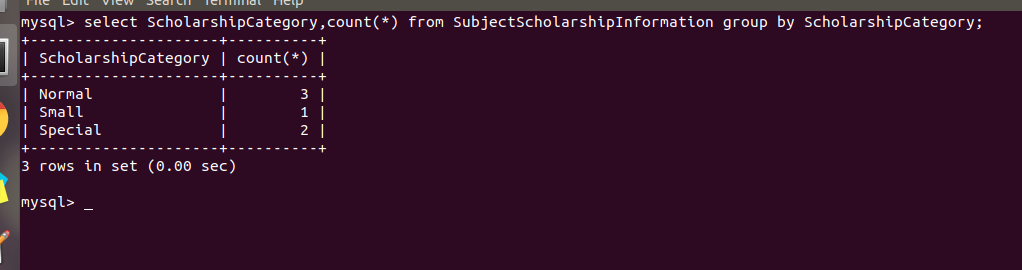 File Edit View Search Terminal Help
mysql> select ScholarshipCategory,count(*) from SubjectScholarshipInformation group by ScholarshipCategory;
+---------------------+----------+
| ScholarshipCategory | count(*) |
+---------------------+----------+
| Normal              |        3 |
| Small               |        1 |
| Special             |        2 |
+---------------------+----------+
3 rows in set (0.00 sec)
mysql> _